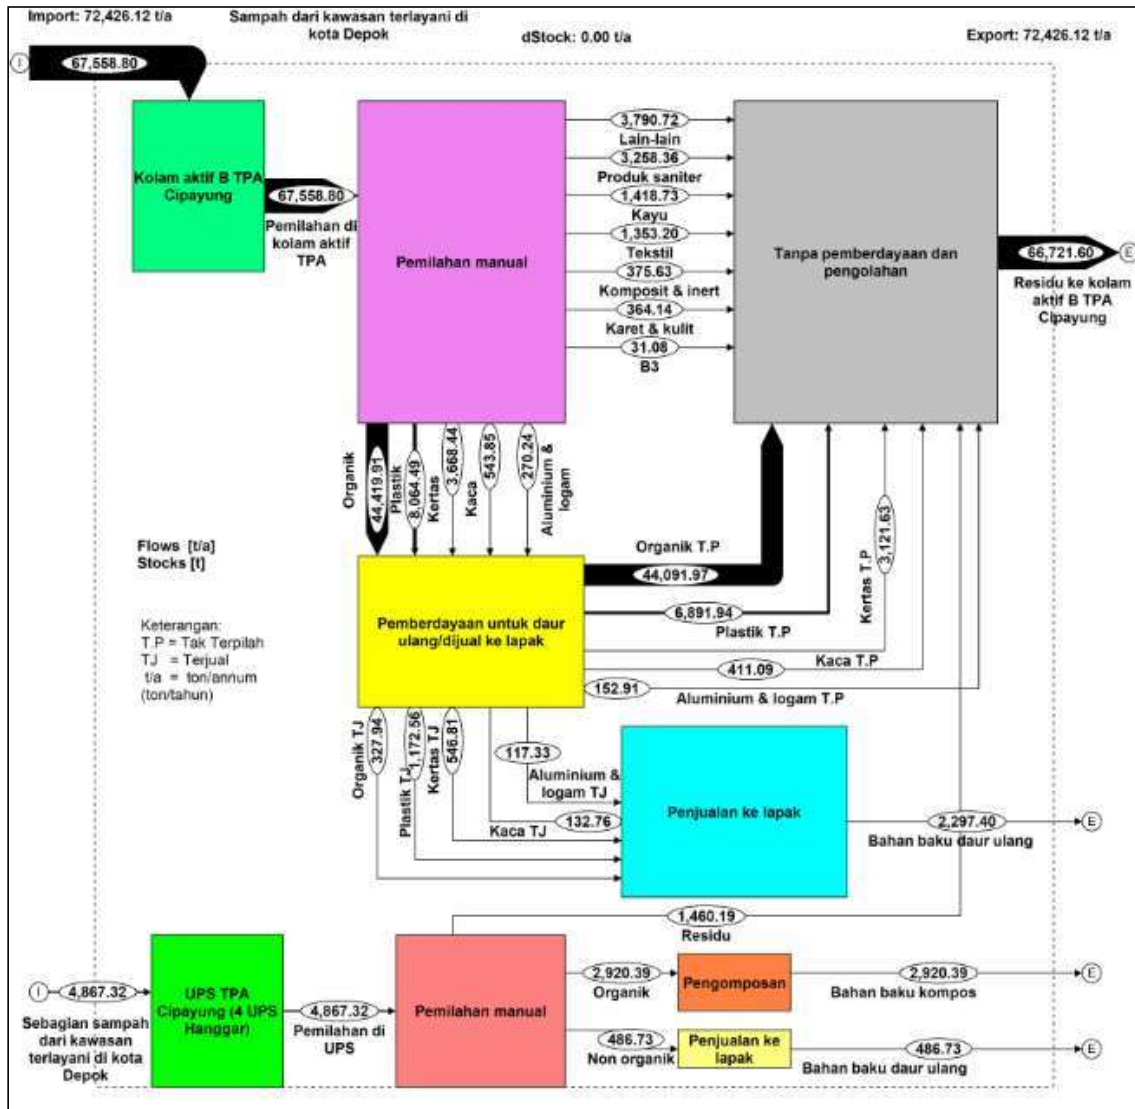 Import: 72,426.12 t/a
Sampah dari kawasan terlayani di
kota Depok
dStock: 0.00 t/a
Export: 72,426.12 t/a
I
67,558.80
Kolam aktif B TPA
Cipayung
67,558.80
Pemilahan di
kolam aktif
TPA
Pemilahan manual
3,790.72
Lain-lain
3,258.36
Produk saniter
1,418.73
Kayu
1,353.20
Tekstil
375.63
Komposit & inert
364.14
Karet & kulit
31.08
B3
Tanpa pemberdayaan dan
pengolahan
66,721.60
E
Residu ke kolam
aktif B TPA
Cipayung
Organik
44,419.91
Plastik
8,064.49
Kertas
3,668.44
Kaca
543.85
270.24
Aluminium &
logam
Flows [t/a]
Stocks [t]
Keterangan:
T.P = Tak Terpilah
TJ = Terjual
t/a = ton/annum
(ton/tahun)
Pemberdayaan untuk daur
ulang/dijual ke lapak
Organik T.P
44,091.97
6,891.94
Plastik T.P
Kertas T.P
3,121.63
Kaca T.P
411.09
152.91
Aluminium & logam T.P
Organik TJ
327.94
Plastik TJ
1,172.56
Kertas TJ
546.81
117.33
Aluminium &
logam TJ
132.76
Kaca TJ
Penjualan ke lapak
2,297.40
E
Bahan baku daur ulang
1,460.19
Residu
I
4,867.32
Sebagian sampah
dari kawasan
terlayani di kota
Depok
UPS TPA
Cipayung (4 UPS
Hanggar)
4,867.32
Pemilahan di
UPS
Pemilahan manual
2,920.39
Organik
Pengomposan
2,920.39
E
Bahan baku kompos
486.73
Non organik
Penjualan ke
lapak
486.73
E
Bahan baku daur ulang